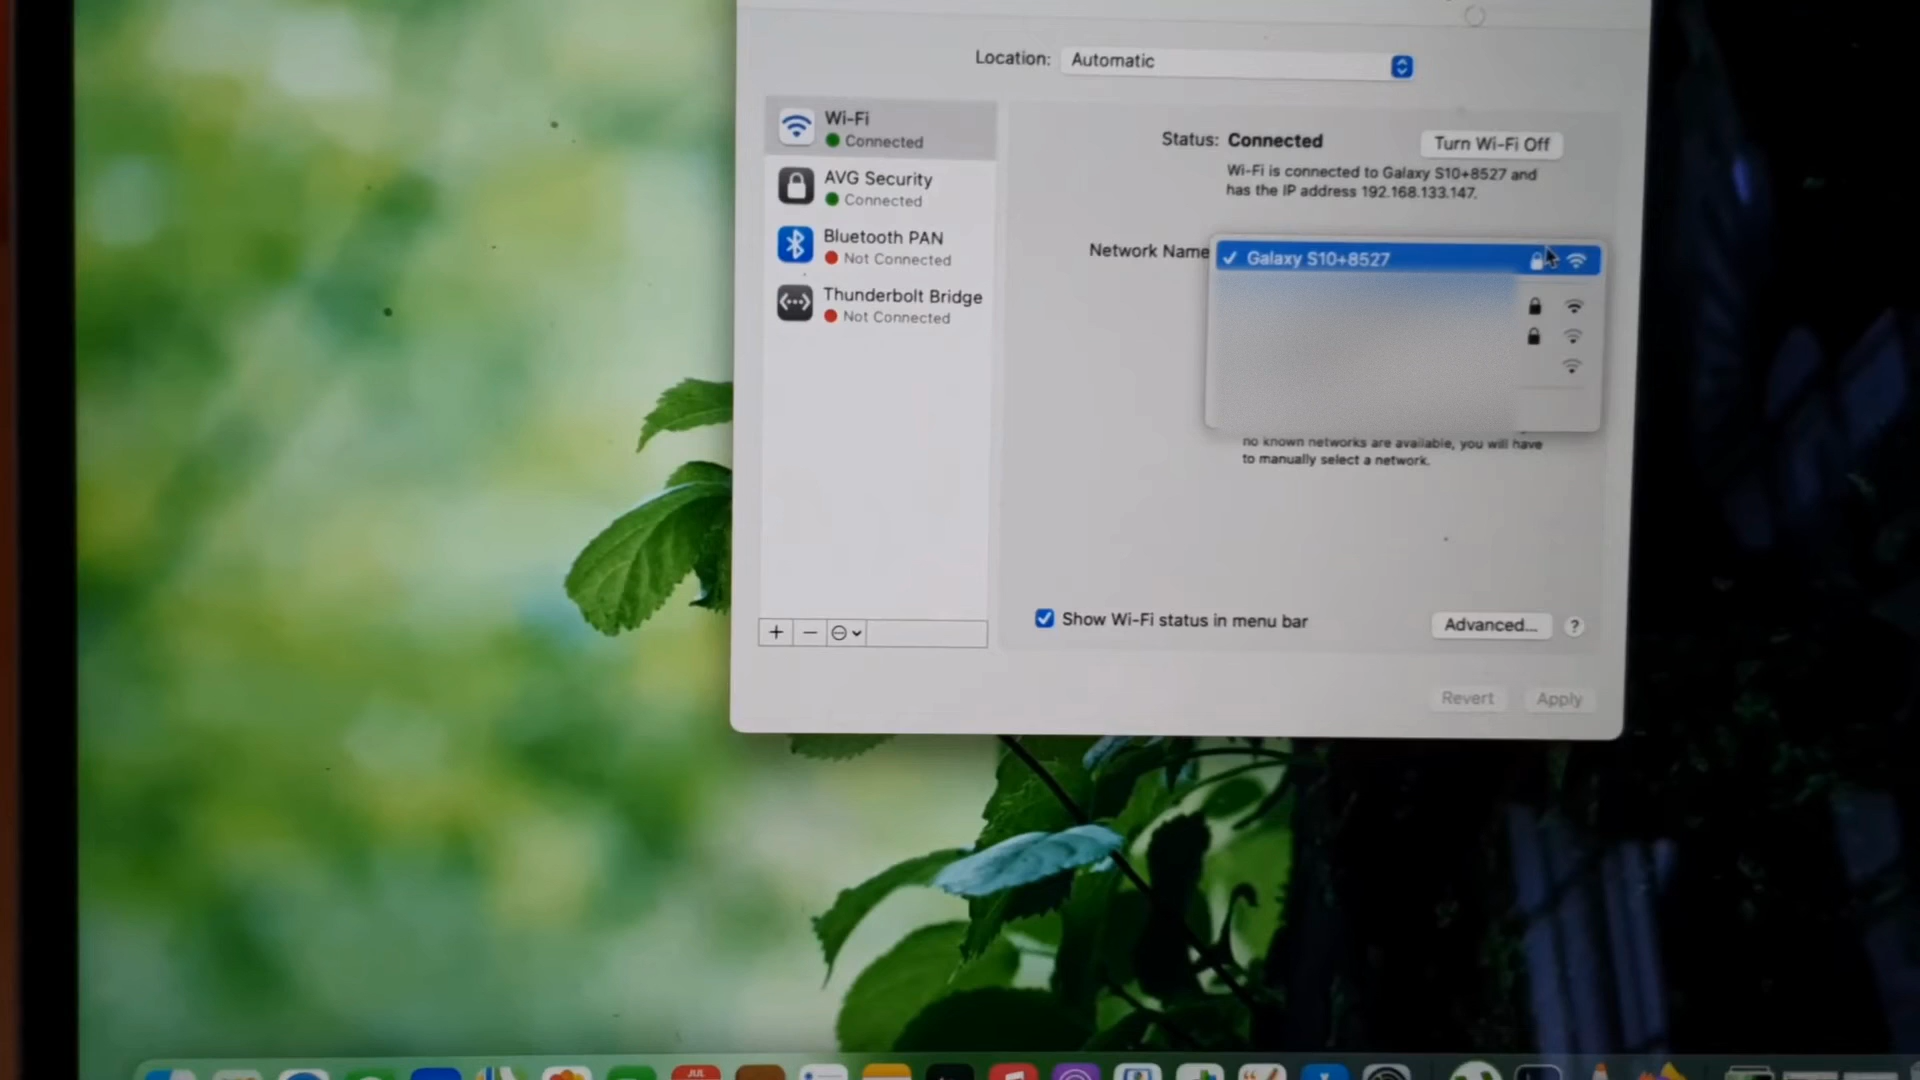 Location: Automatic
Wi-Fi
Connected
AVG Security
Connected
Bluetooth PAN
Not Connected
Thunderbolt Bridge
Not Connected
Status: Connected
Turn Wi-Fi Off
Wi-Fi is connected to Galaxy S10+8527 and
has the IP address 192.168.133.147.
Network Name
✓ Galaxy S10+8527
no known networks are available, you will have
to manually select a network.
+ −
Show Wi-Fi status in menu bar
Advanced...
?
Revert
Apply
JUL